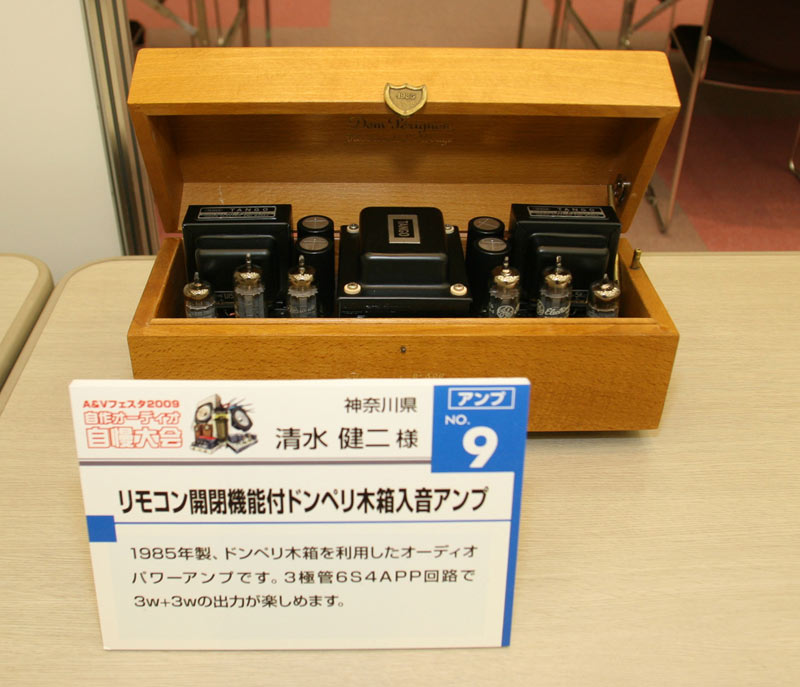 Dom Pérignon
TANGO
TANGO
TANGO
GE
A&Vフェスタ2009
自作オーディオ
自慢大会
神奈川県
清水 健二 様
アンプ
NO.
9
リモコン開閉機能付ドンペリ木箱入音アンプ
1985年製、ドンペリ木箱を利用したオーディオ
パワーアンプです。3極管6S4APP回路で
3w+3wの出力が楽しめます。